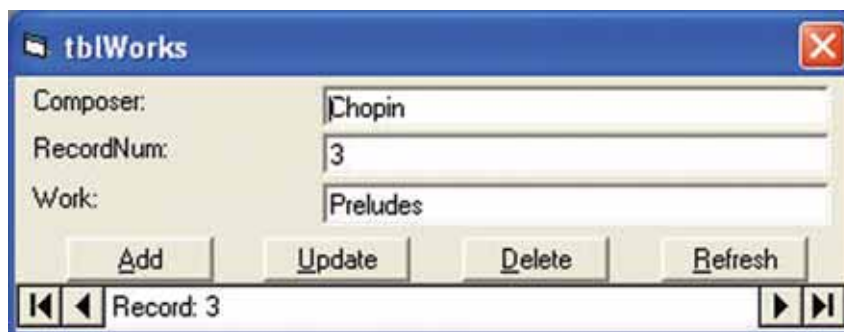 tblWorks
Composer: Chopin
RecordNum: 3
Work: Preludes
Add Update Delete Refresh
Record: 3